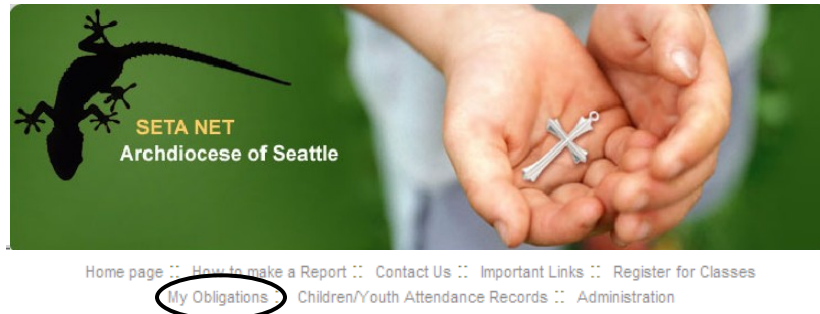 SETA NET
Archdiocese of Seattle
Home page :: How to make a Report :: Contact Us :: Important Links :: Register for Classes
My Obligations :: Children/Youth Attendance Records :: Administration